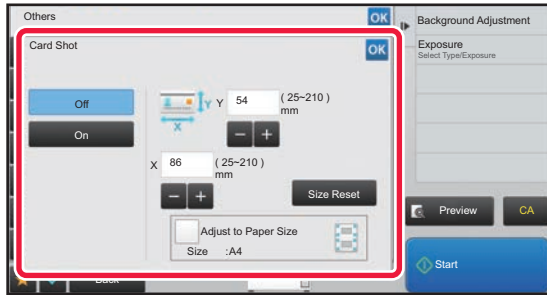 Others
OK
Card Shot
OK
Off
On
Y
X
Y 54 ( 25~210 )
mm
X 86 ( 25~210 )
mm
Size Reset
Adjust to Paper Size
Size :A4
Back
Background Adjustment
Exposure
Select Type/Exposure
Preview
CA
Start